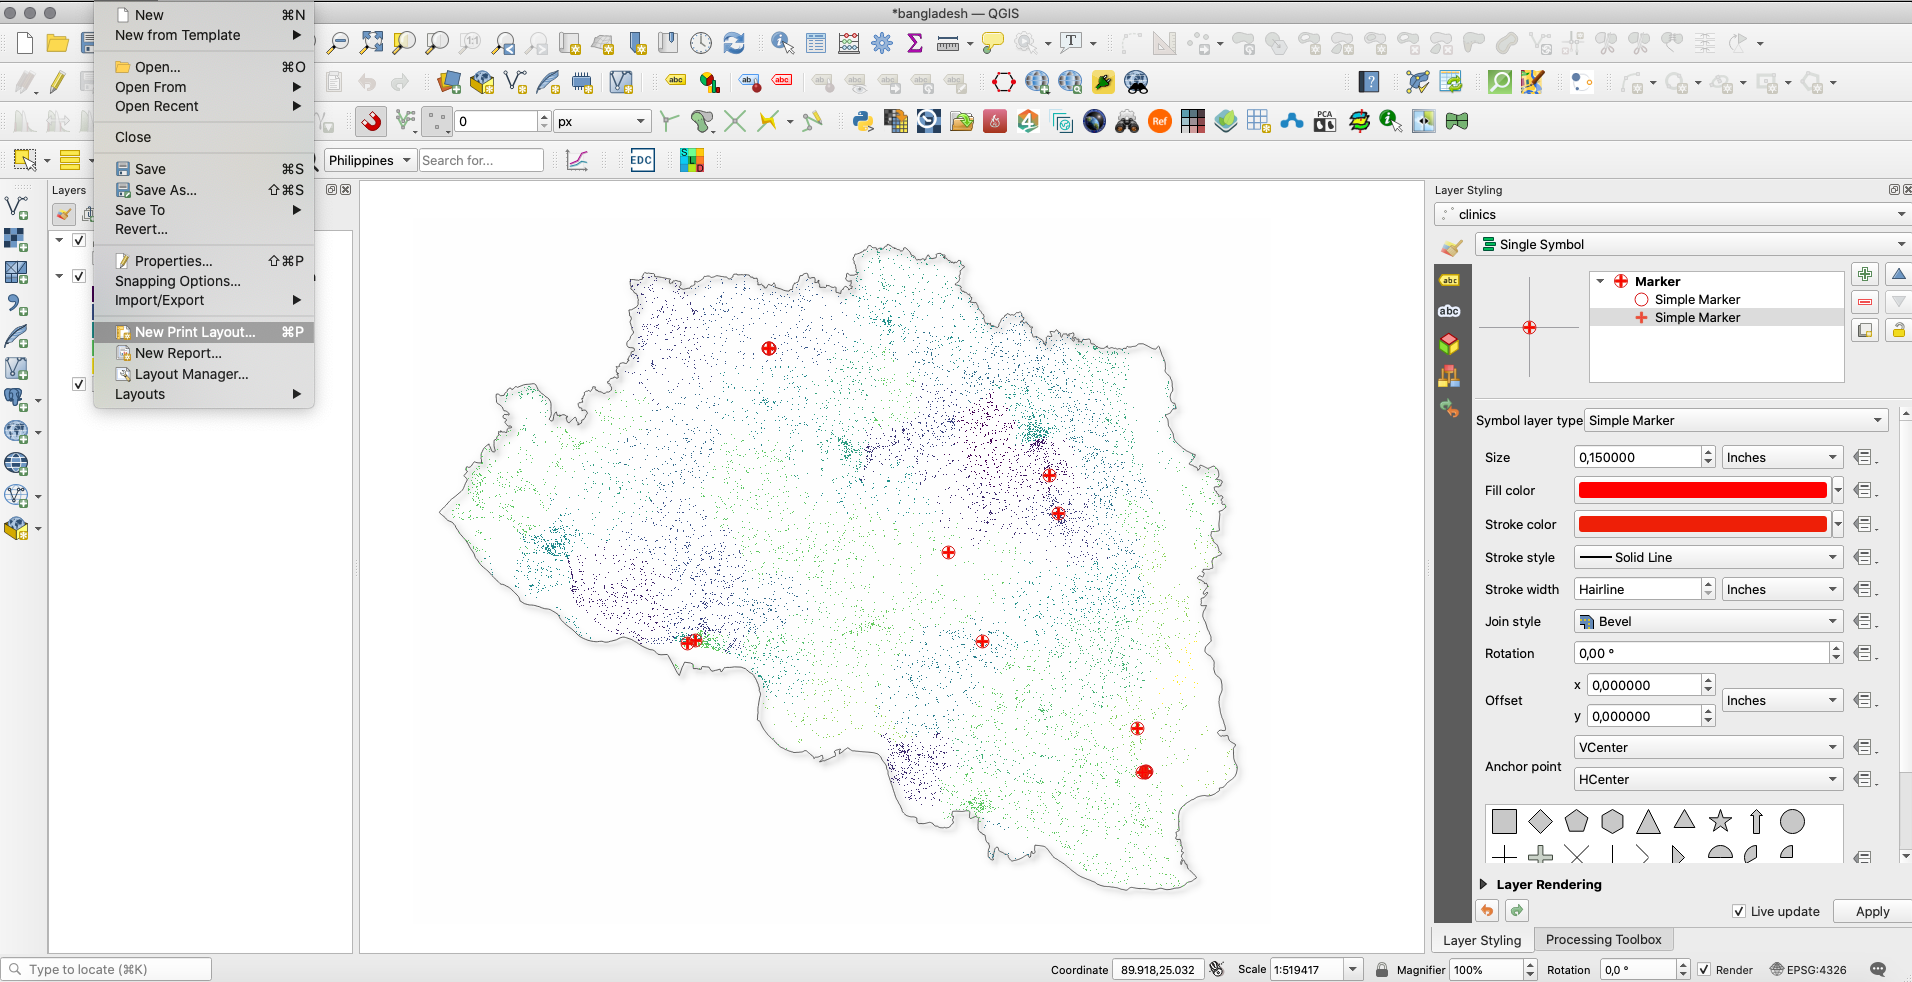 *bangladesh — QGIS
New ⌘N
New from Template
Open... ⌘O
Open From
Open Recent
Close
Save ⌘S
Save As... ⇧⌘S
Save To
Revert...
Properties... ⇧⌘P
Snapping Options...
Import/Export
New Print Layout... ⌘P
New Report...
Layout Manager...
Layouts
0 px
Philippines Search for... EDC
Layers
Layer Styling
clinics
Single Symbol
Marker
Simple Marker
Simple Marker
Symbol layer type Simple Marker
Size 0,150000 Inches
Fill color
Stroke color
Stroke style Solid Line
Stroke width Hairline Inches
Join style Bevel
Rotation 0,00 °
Offset x 0,000000 Inches
y 0,000000
Anchor point VCenter
HCenter
Layer Rendering
Live update Apply
Layer Styling Processing Toolbox
Type to locate (⌘K) Coordinate 89.918,25.032 Scale 1:519417 Magnifier 100% Rotation 0,0 ° Render EPSG:4326